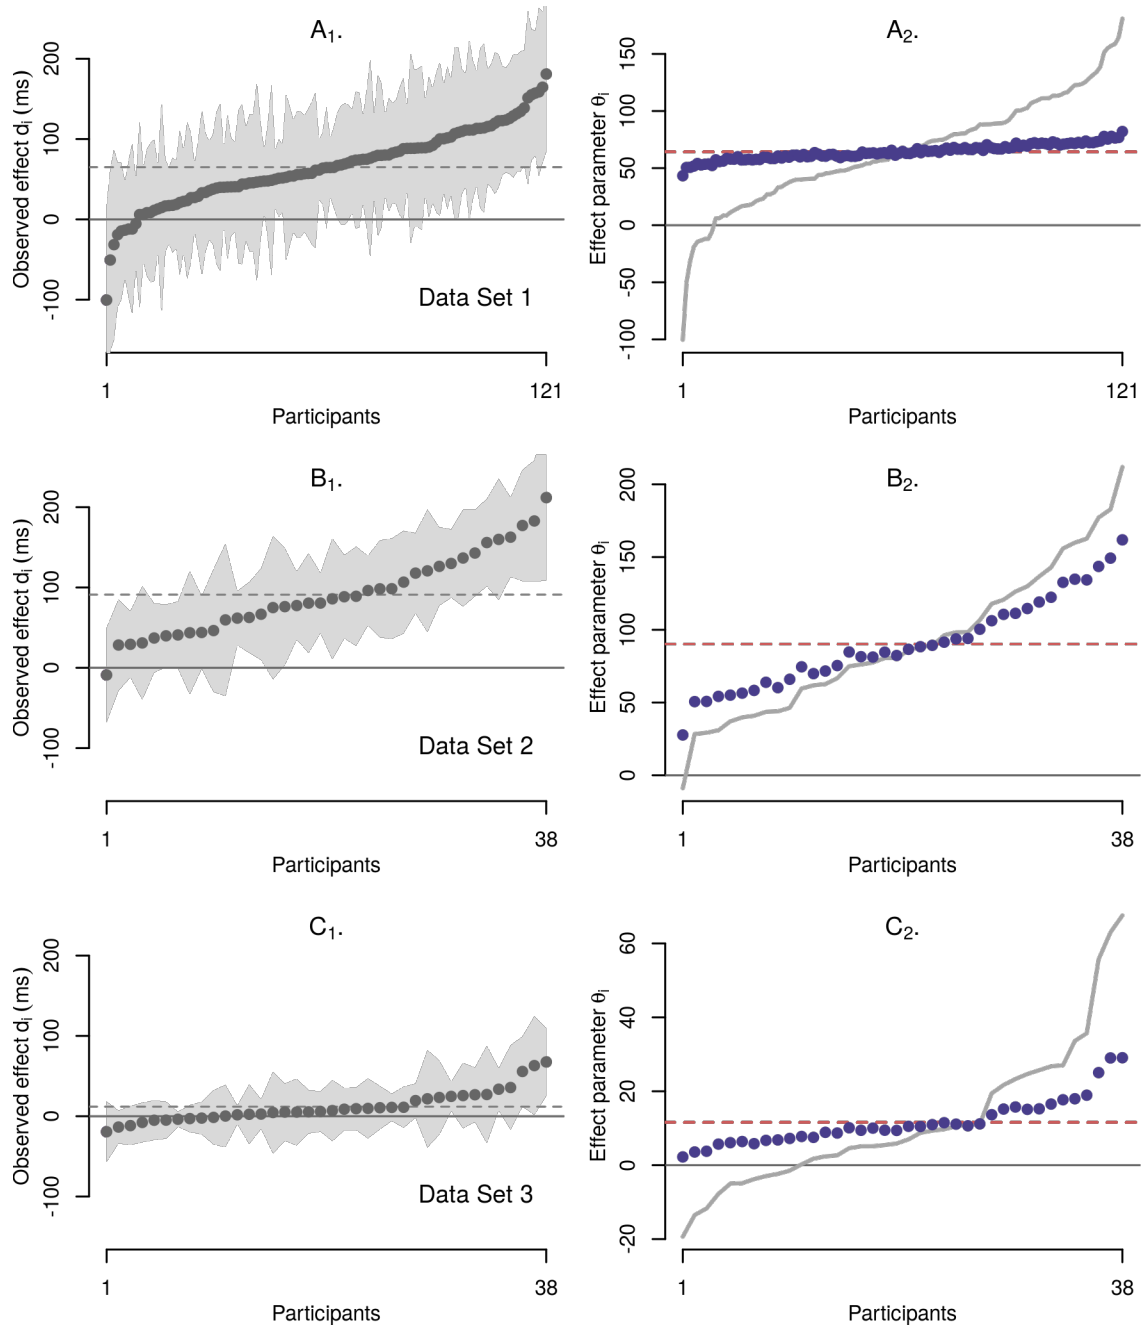 A₁.
Observed effect dᵢ (ms)
200
100
0
-100
Data Set 1
1
121
Participants
A₂.
Effect parameter θᵢ
150
100
50
0
-50
-100
1
121
Participants
B₁.
Observed effect dᵢ (ms)
200
100
0
-100
Data Set 2
1
38
Participants
B₂.
Effect parameter θᵢ
200
150
100
50
0
1
38
Participants
C₁.
Observed effect dᵢ (ms)
200
100
0
-100
Data Set 3
1
38
Participants
C₂.
Effect parameter θᵢ
60
40
20
0
-20
1
38
Participants